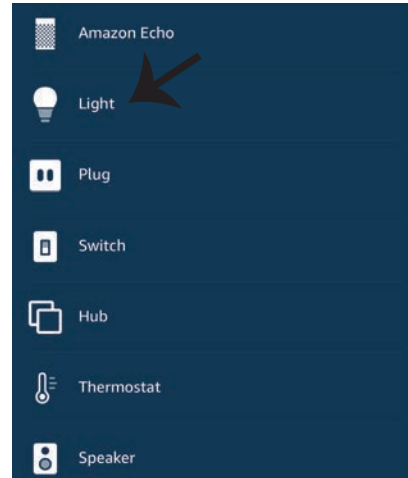 Amazon Echo
Light
Plug
Switch
Hub
Thermostat
Speaker